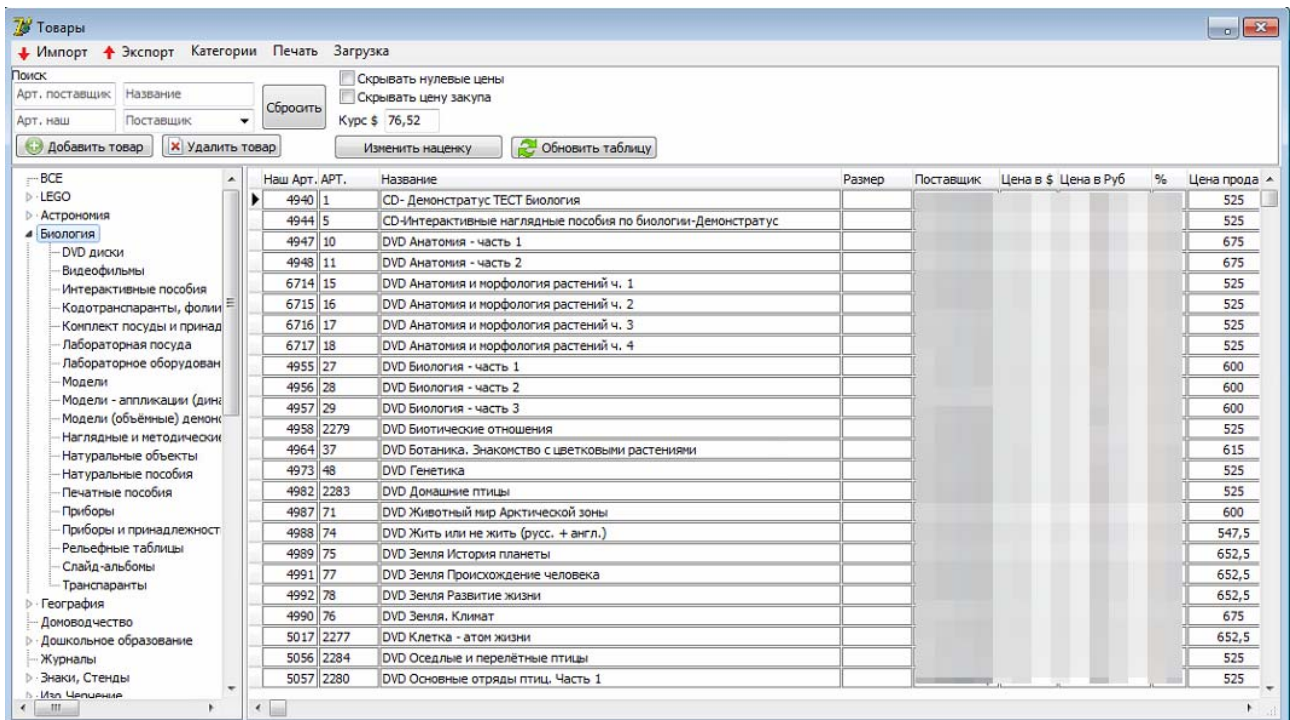 Товары
Импорт Экспорт Категории Печать Загрузка
Поиск
Арт. поставщик Название
Арт. наш Поставщик
Сбросить
Скрывать нулевые цены
Скрывать цену закупа
Курс $ 76,52
Добавить товар Удалить товар Изменить наценку Обновить таблицу
ВСЕ
LEGO
Астрономия
Биология
DVD диски
Видеофильмы
Интерактивные пособия
Кодотранспаранты, фолии
Комплект посуды и принад
Лабораторная посуда
Лабораторное оборудован
Модели
Модели - аппликации (дина
Модели (объёмные) демонс
Наглядные и методические
Натуральные объекты
Натуральные пособия
Печатные пособия
Приборы
Приборы и принадлежност
Рельефные таблицы
Слайд-альбомы
Транспаранты
География
Домоводчество
Дошкольное образование
Журналы
Знаки, Стенды
Изо Черчение
Наш Арт. АРТ. Название Размер Поставщик Цена в $ Цена в Руб % Цена прода
4940 1 CD- Демонстратус ТЕСТ Биология 525
4944 5 CD-Интерактивные наглядные пособия по биологии-Демонстратус 525
4947 10 DVD Анатомия - часть 1 675
4948 11 DVD Анатомия - часть 2 675
6714 15 DVD Анатомия и морфология растений ч. 1 525
6715 16 DVD Анатомия и морфология растений ч. 2 525
6716 17 DVD Анатомия и морфология растений ч. 3 525
6717 18 DVD Анатомия и морфология растений ч. 4 525
4955 27 DVD Биология - часть 1 600
4956 28 DVD Биология - часть 2 600
4957 29 DVD Биология - часть 3 600
4958 2279 DVD Биотические отношения 525
4964 37 DVD Ботаника. Знакомство с цветковыми растениями 615
4973 48 DVD Генетика 525
4982 2283 DVD Домашние птицы 525
4987 71 DVD Животный мир Арктической зоны 600
4988 74 DVD Жить или не жить (русс. + англ.) 547,5
4989 75 DVD Земля История планеты 652,5
4991 77 DVD Земля Происхождение человека 652,5
4992 78 DVD Земля Развитие жизни 652,5
4990 76 DVD Земля. Климат 675
5017 2277 DVD Клетка - атом жизни 652,5
5056 2284 DVD Оседлые и перелётные птицы 525
5057 2280 DVD Основные отряды птиц. Часть 1 525